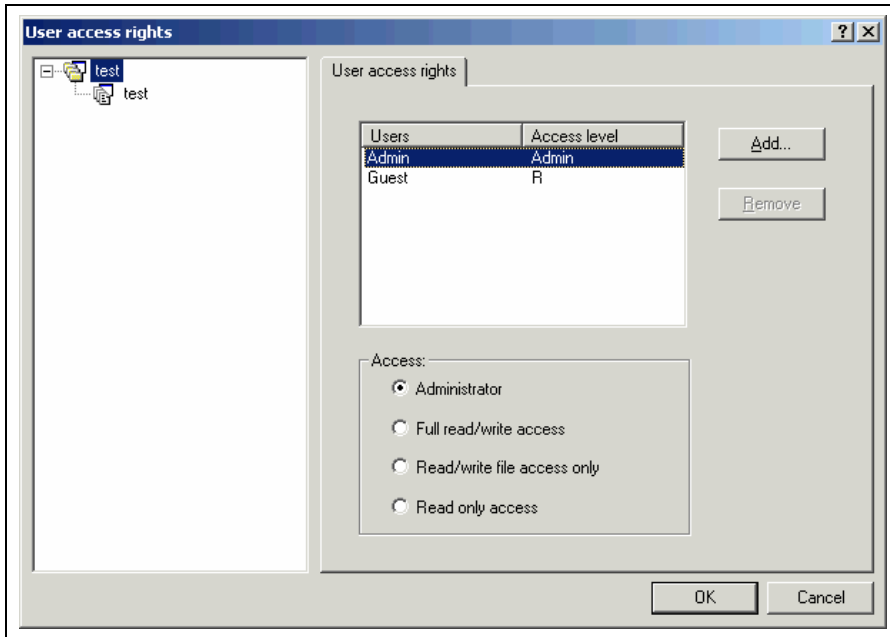 User access rights
test
test
User access rights
Users Access level
Admin Admin
Guest R
Add...
Remove
Access:
Administrator
Full read/write access
Read/write file access only
Read only access
OK Cancel